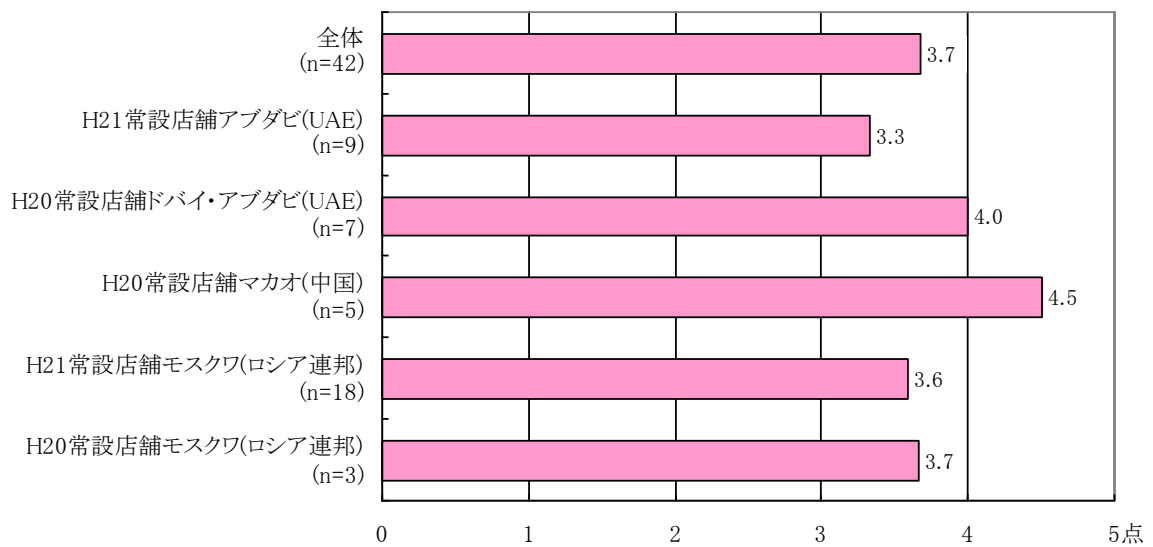 全体
(n=42)
3.7
H21常設店舗アブダビ(UAE)
(n=9)
3.3
H20常設店舗ドバイ・アブダビ(UAE)
(n=7)
4.0
H20常設店舗マカオ(中国)
(n=5)
4.5
H21常設店舗モスクワ(ロシア連邦)
(n=18)
3.6
H20常設店舗モスクワ(ロシア連邦)
(n=3)
3.7
0 1 2 3 4 5点